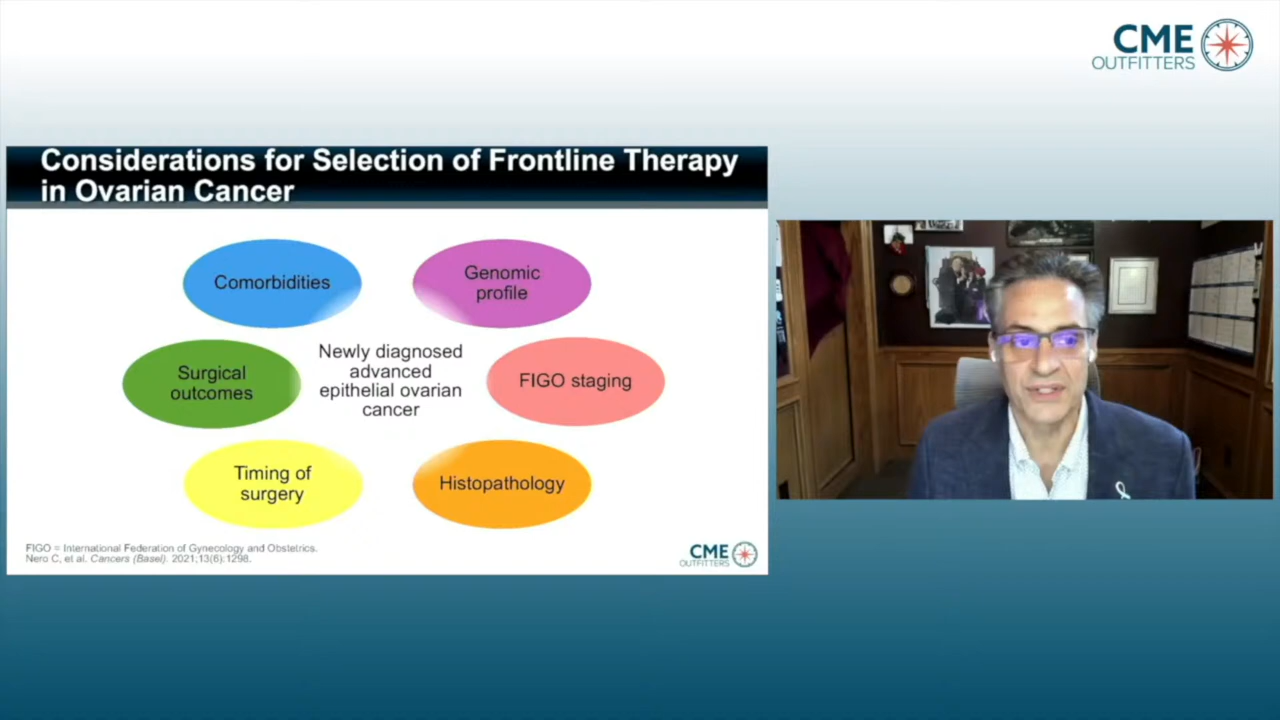 CME
OUTFITTERS
Considerations for Selection of Frontline Therapy
in Ovarian Cancer
Comorbidities
Genomic
profile
Surgical
outcomes
Newly diagnosed
advanced
epithelial ovarian
cancer
FIGO staging
Timing of
surgery
Histopathology
FIGO = International Federation of Gynecology and Obstetrics.
Nero C, et al. Cancers (Basel). 2021;13(6):1298.
CME
OUTFITTERS